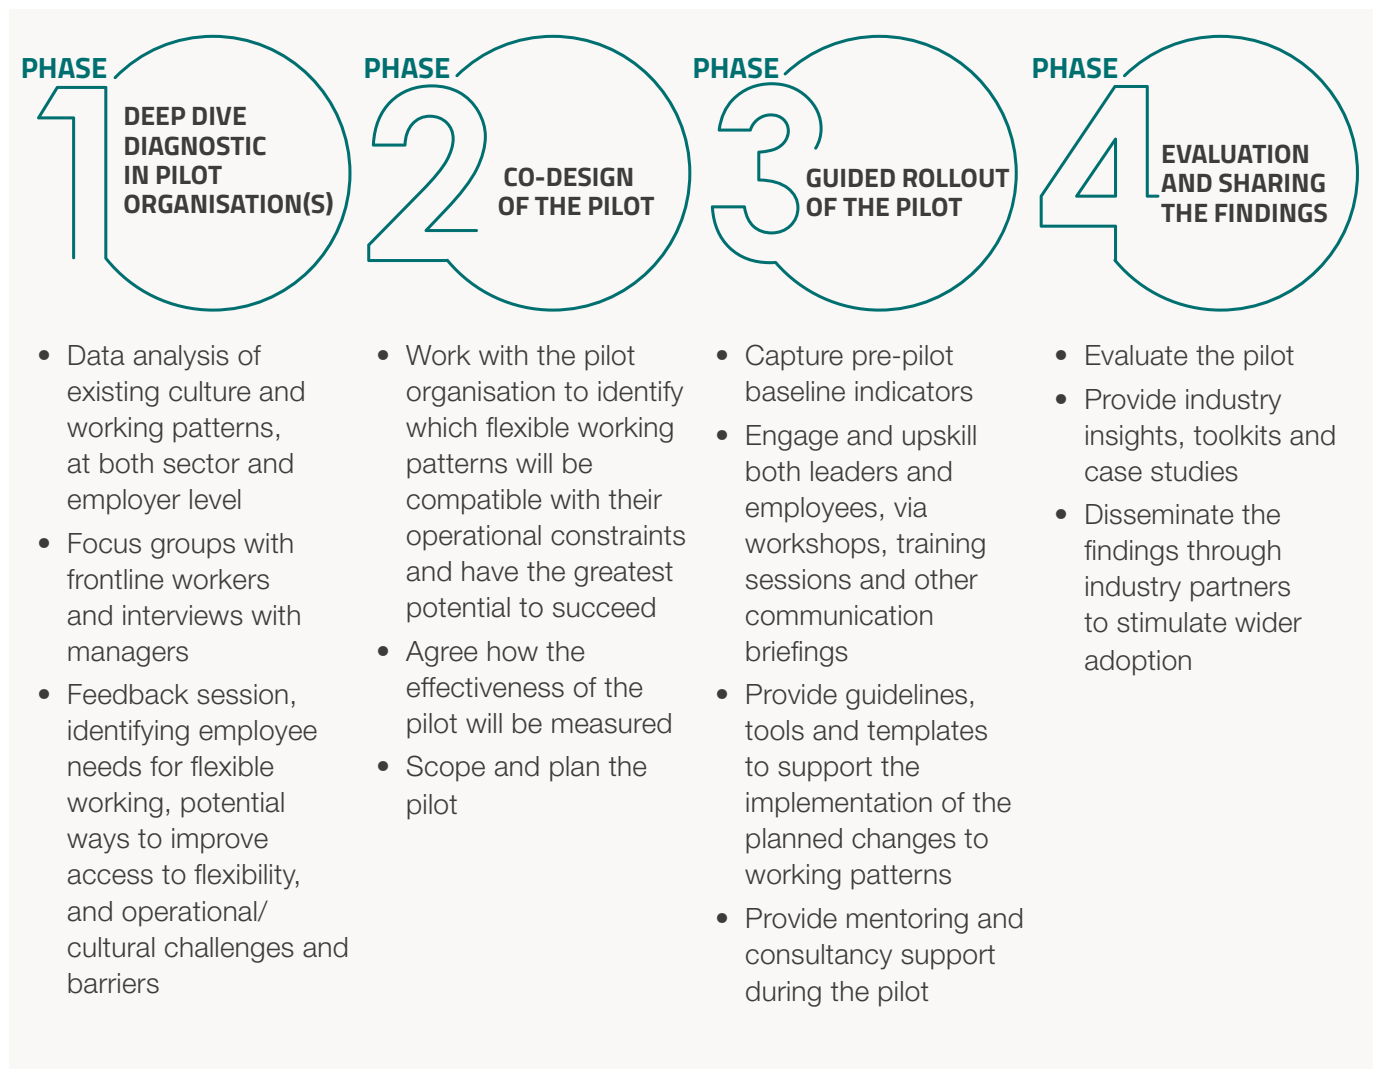 PHASE
1
DEEP DIVE
DIAGNOSTIC
IN PILOT
ORGANISATION(S)
• Data analysis of
existing culture and
working patterns,
at both sector and
employer level
• Focus groups with
frontline workers
and interviews with
managers
• Feedback session,
identifying employee
needs for flexible
working, potential
ways to improve
access to flexibility,
and operational/
cultural challenges and
barriers
PHASE
2
CO-DESIGN
OF THE PILOT
• Work with the pilot
organisation to identify
which flexible working
patterns will be
compatible with their
operational constraints
and have the greatest
potential to succeed
• Agree how the
effectiveness of the
pilot will be measured
• Scope and plan the
pilot
PHASE
3
GUIDED ROLLOUT
OF THE PILOT
• Capture pre-pilot
baseline indicators
• Engage and upskill
both leaders and
employees, via
workshops, training
sessions and other
communication
briefings
• Provide guidelines,
tools and templates
to support the
implementation of the
planned changes to
working patterns
• Provide mentoring and
consultancy support
during the pilot
PHASE
4
EVALUATION
AND SHARING
THE FINDINGS
• Evaluate the pilot
• Provide industry
insights, toolkits and
case studies
• Disseminate the
findings through
industry partners
to stimulate wider
adoption